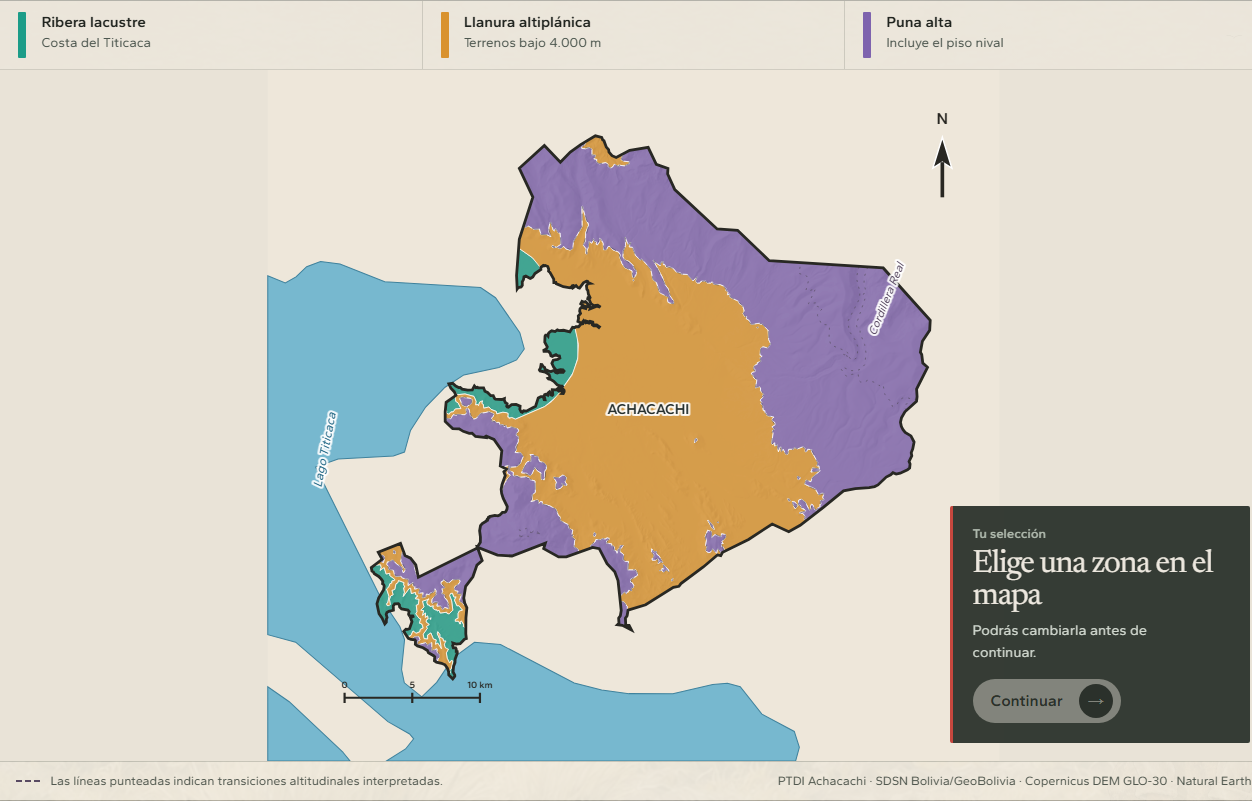 Ribera lacustre
Costa del Titicaca
Llanura altiplánica
Terrenos bajo 4.000 m
Puna alta
Incluye el piso nival
N
Cordillera Real
ACHACACHI
Lago Titicaca
0 5 10 km
Tu selección
Elige una zona en el
mapa
Podrás cambiarla antes de
continuar.
Continuar →
Las líneas punteadas indican transiciones altitudinales interpretadas.
PTDI Achacachi · SDSN Bolivia/GeoBolivia · Copernicus DEM GLO-30 · Natural Earth